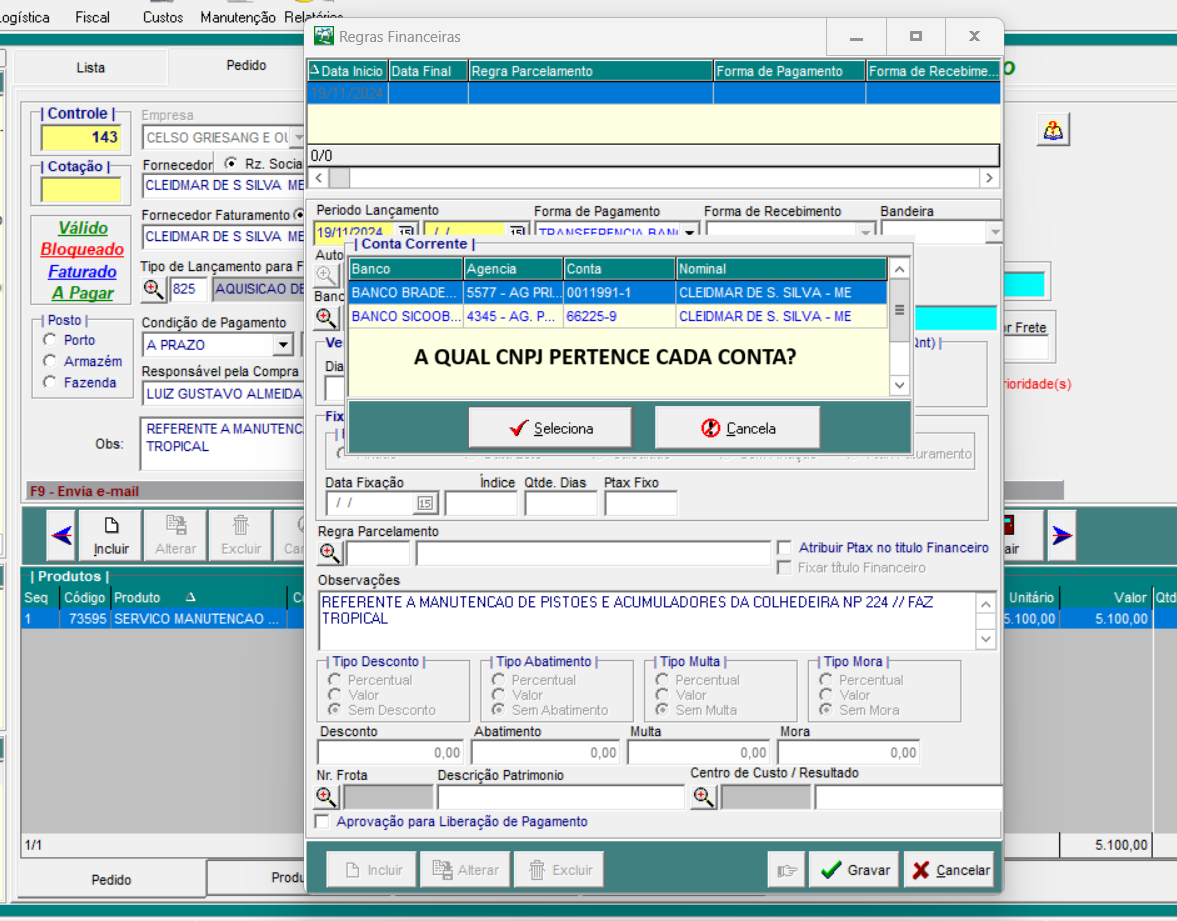 Logística Fiscal Custos Manutenção Relatórios
Regras Financeiras
Lista Pedido
Data Inicio Data Final Regra Parcelamento Forma de Pagamento Forma de Recebime...
19/11/2024
0/0
| Controle |
143
Empresa
CELSO GRIESANG E OU
| Cotação |
Fornecedor Rz. Socia
CLEIDMAR DE S SILVA ME
Fornecedor Faturamento
CLEIDMAR DE S SILVA ME
Válido
Bloqueado
Faturado
A Pagar
Tipo de Lançamento para F
825 AQUISICAO DE
| Posto |
Porto
Armazém
Fazenda
Condição de Pagamento
A PRAZO
Responsável pela Compra
LUIZ GUSTAVO ALMEIDA
Obs:
REFERENTE A MANUTENC
TROPICAL
F9 - Envia e-mail
Incluir Alterar Excluir Can
| Produtos |
Seq Código Produto
1 73595 SERVICO MANUTENCAO ...
1/1
Pedido Produ
Periodo Lançamento Forma de Pagamento Forma de Recebimento Bandeira
19/11/2024 / / TRANSFERENCIA BAN
Auto
Banc
| Conta Corrente |
Banco Agencia Conta Nominal
BANCO BRADE... 5577 - AG PRI... 0011991-1 CLEIDMAR DE S. SILVA - ME
BANCO SICOOB... 4345 - AG. P... 66225-9 CLEIDMAR DE S. SILVA - ME
A QUAL CNPJ PERTENCE CADA CONTA?
Seleciona Cancela
Ve
Dia
Qnt) |
Fix
Data Fixação Índice Qtde. Dias Ptax Fixo
/ / 15
Regra Parcelamento
Atribuir Ptax no título Financeiro
Fixar título Financeiro
Observações
REFERENTE A MANUTENCAO DE PISTOES E ACUMULADORES DA COLHEDEIRA NP 224 // FAZ
TROPICAL
| Tipo Desconto | | Tipo Abatimento | | Tipo Multa | | Tipo Mora |
Percentual Percentual Percentual Percentual
Valor Valor Valor Valor
Sem Desconto Sem Abatimento Sem Multa Sem Mora
Desconto Abatimento Multa Mora
0,00 0,00 0,00 0,00
Nr. Frota Descrição Patrimonio Centro de Custo / Resultado
Aprovação para Liberação de Pagamento
Incluir Alterar Excluir Gravar Cancelar
or Frete
rioridade(s)
air
Unitário Valor Qtd
5.100,00 5.100,00
5.100,00